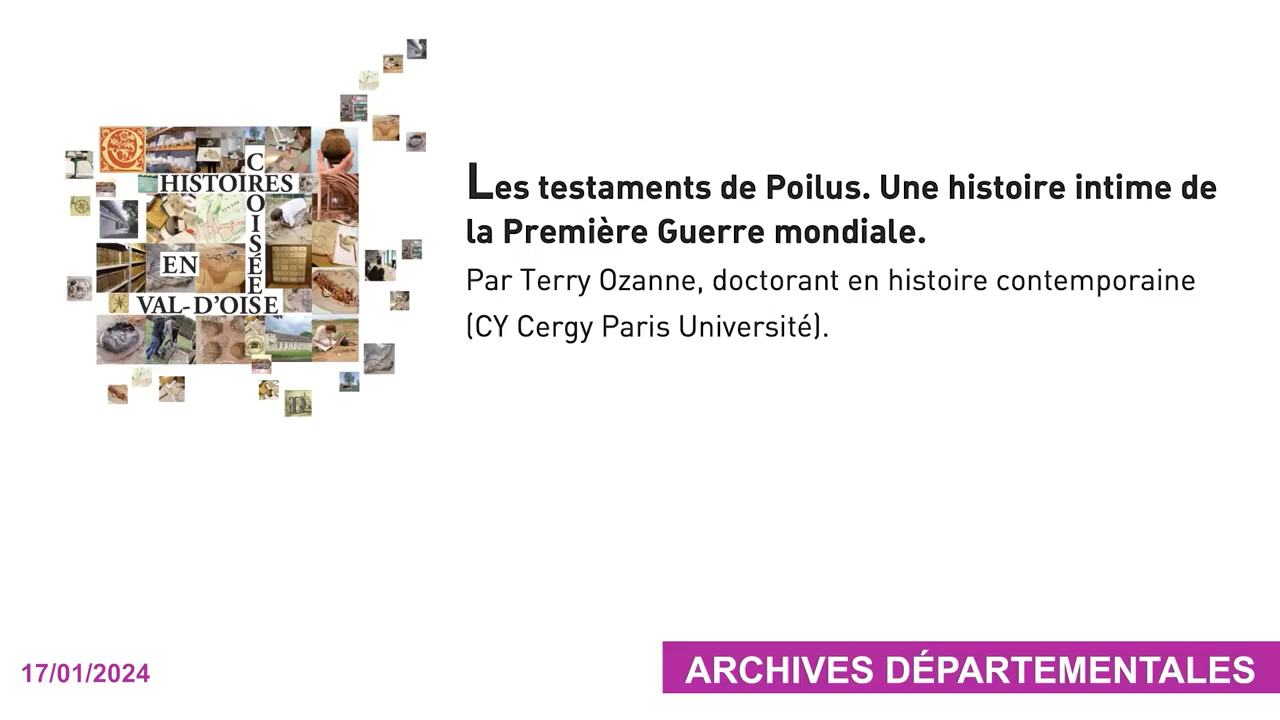 HISTOIRES
CROISÉES
EN
VAL-D'OISE
Les testaments de Poilus. Une histoire intime de
la Première Guerre mondiale.
Par Terry Ozanne, doctorant en histoire contemporaine
(CY Cergy Paris Université).
17/01/2024
ARCHIVES DÉPARTEMENTALES